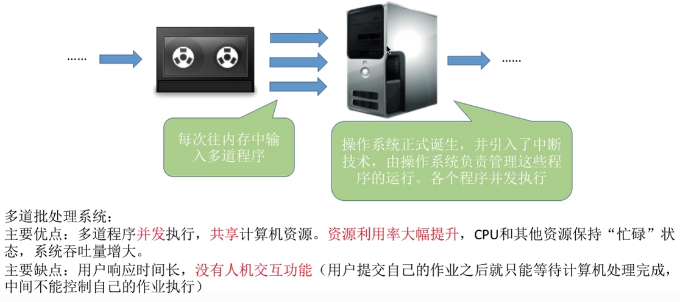 ……
……
每次往内存中输
入多道程序
操作系统正式诞生，并引入了中断
技术，由操作系统负责管理这些程
序的运行。各个程序并发执行
多道批处理系统：
主要优点：多道程序并发执行，共享计算机资源。资源利用率大幅提升，CPU和其他资源保持“忙碌”状
态，系统吞吐量增大。
主要缺点：用户响应时间长，没有人机交互功能（用户提交自己的作业之后就只能等待计算机处理完成，
中间不能控制自己的作业执行）